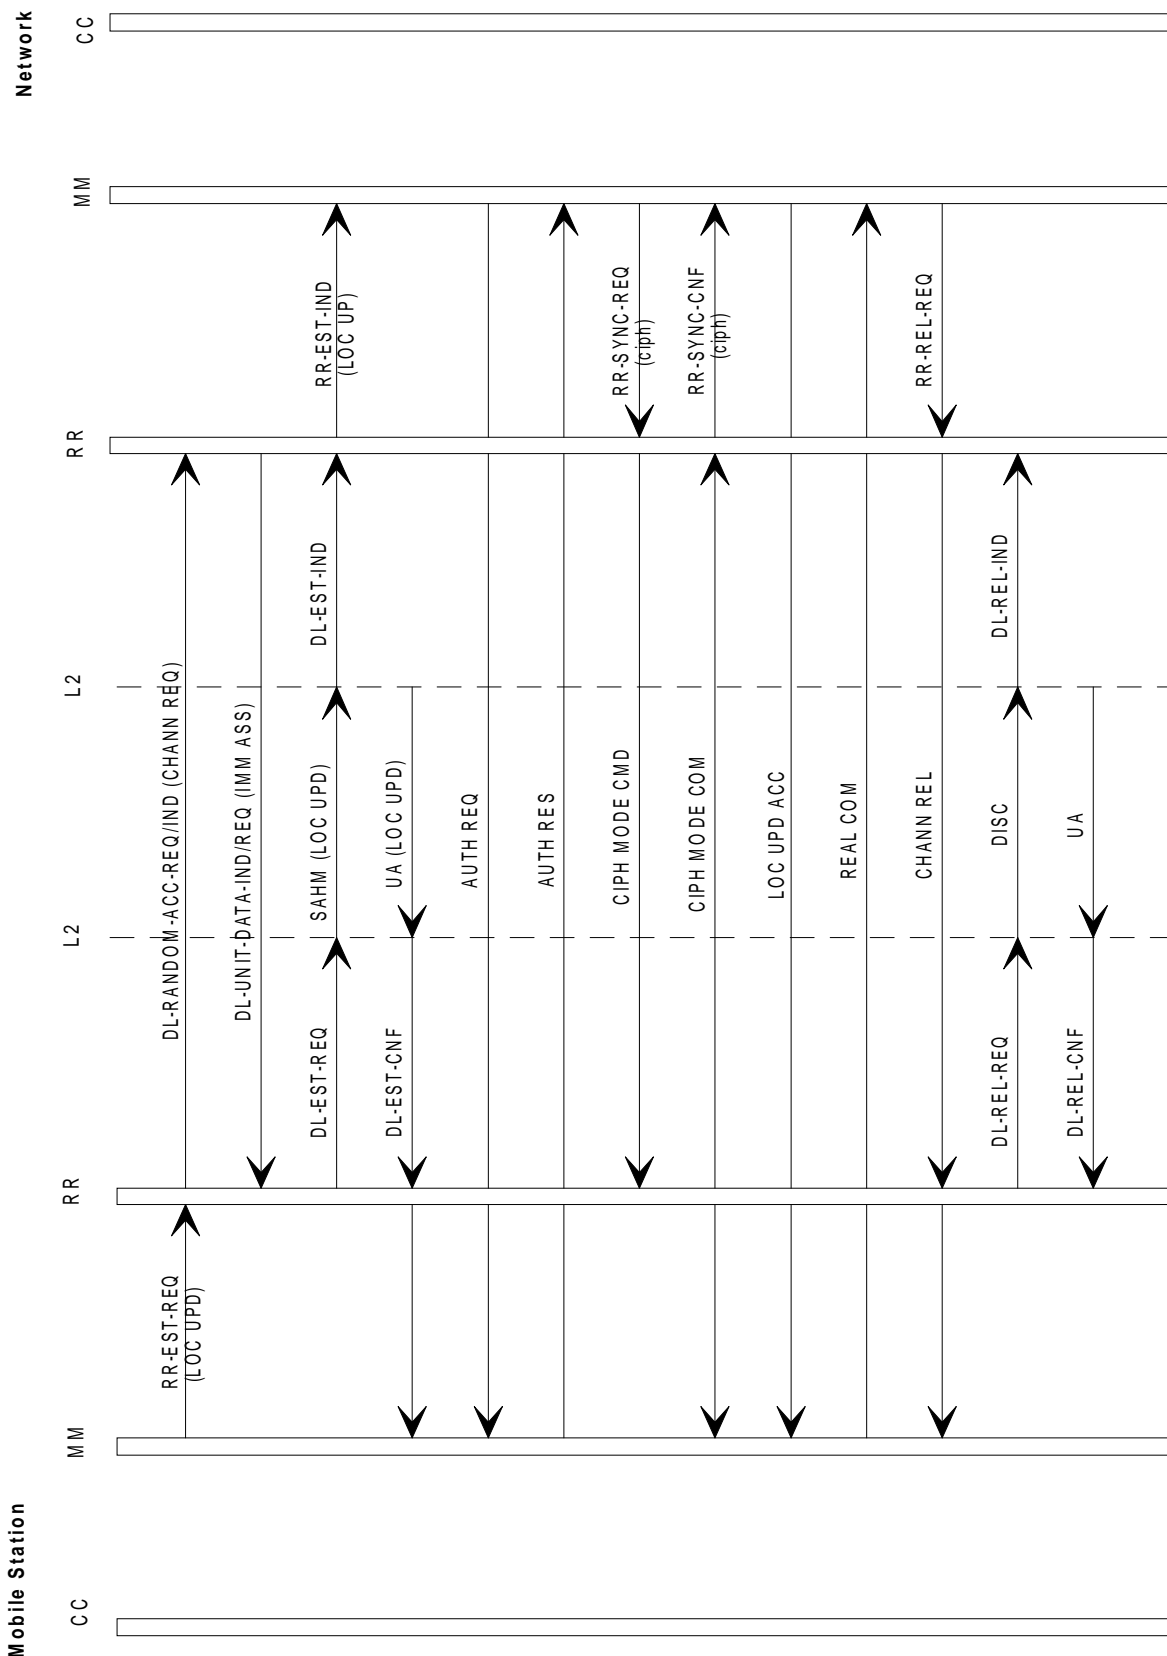 Mobile Station
Network
CC
MM
RR
L2
L2
RR
MM
CC
RR-EST-REQ
(LOC UPD)
DL-RANDOM-ACC-REQ/IND (CHANN REQ)
DL-UNIT-DATA-IND/REQ (IMM ASS)
DL-EST-REQ
SAHM (LOC UPD)
DL-EST-IND
RR-EST-IND
(LOC UP)
DL-EST-CNF
UA (LOC UPD)
AUTH REQ
AUTH RES
CIPH MODE CMD
RR-SYNC-REQ
(ciph)
CIPH MODE COM
RR-SYNC-CNF
(ciph)
LOC UPD ACC
REAL COM
CHANN REL
RR-REL-REQ
DL-REL-REQ
DISC
DL-REL-IND
DL-REL-CNF
UA